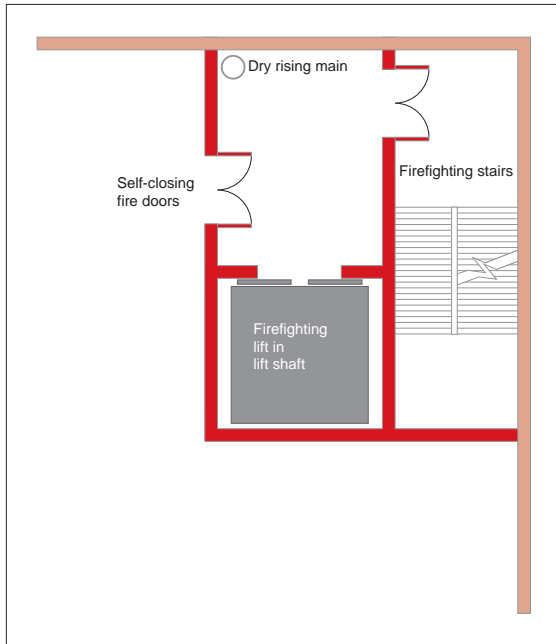 Dry rising main
Self-closing
fire doors
Firefighting stairs
Firefighting
lift in
lift shaft